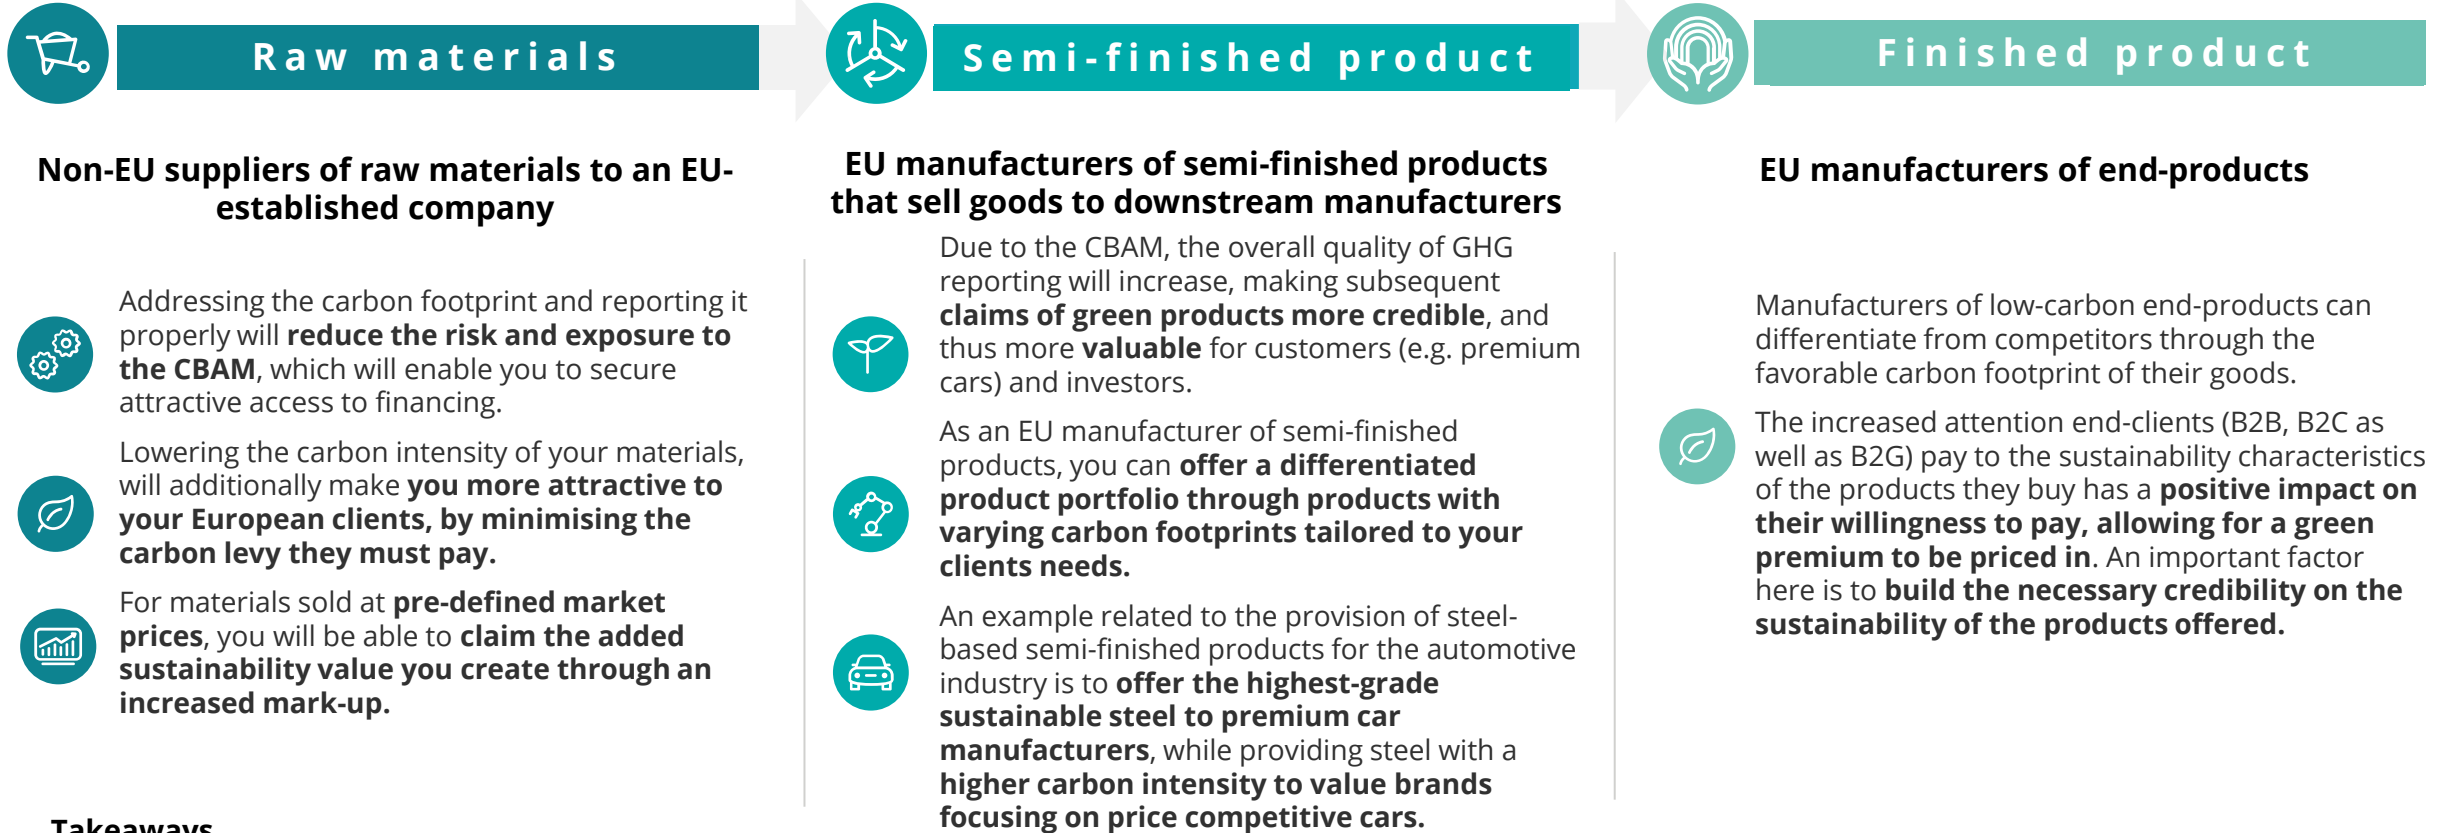 Raw materials
Semi-finished product
Finished product
Non-EU suppliers of raw materials to an EU-
established company
Addressing the carbon footprint and reporting it
properly will reduce the risk and exposure to
the CBAM, which will enable you to secure
attractive access to financing.
Lowering the carbon intensity of your materials,
will additionally make you more attractive to
your European clients, by minimising the
carbon levy they must pay.
For materials sold at pre-defined market
prices, you will be able to claim the added
sustainability value you create through an
increased mark-up.
EU manufacturers of semi-finished products
that sell goods to downstream manufacturers
Due to the CBAM, the overall quality of GHG
reporting will increase, making subsequent
claims of green products more credible, and
thus more valuable for customers (e.g. premium
cars) and investors.
As an EU manufacturer of semi-finished
products, you can offer a differentiated
product portfolio through products with
varying carbon footprints tailored to your
clients needs.
An example related to the provision of steel-
based semi-finished products for the automotive
industry is to offer the highest-grade
sustainable steel to premium car
manufacturers, while providing steel with a
higher carbon intensity to value brands
focusing on price competitive cars.
EU manufacturers of end-products
Manufacturers of low-carbon end-products can
differentiate from competitors through the
favorable carbon footprint of their goods.
The increased attention end-clients (B2B, B2C as
well as B2G) pay to the sustainability characteristics
of the products they buy has a positive impact on
their willingness to pay, allowing for a green
premium to be priced in. An important factor
here is to build the necessary credibility on the
sustainability of the products offered.
Takeaways